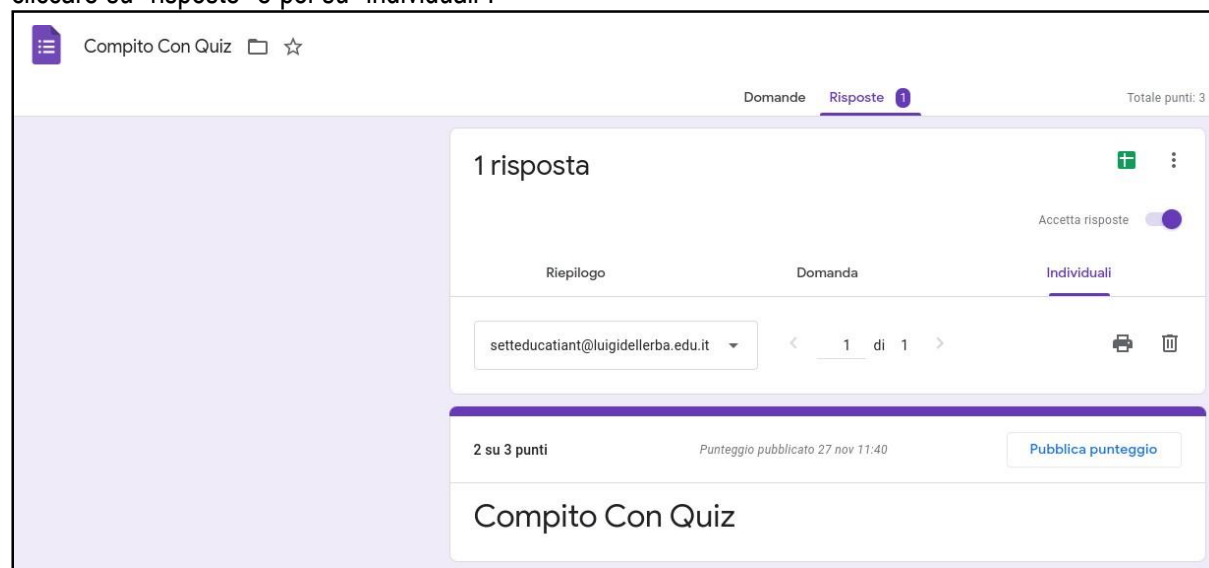 cliccare su "risposte" e poi su "individuali".
Compito Con Quiz
Domande Risposte 1 Totale punti: 3
1 risposta
Accetta risposte
Riepilogo Domanda Individuali
setteducatiant@luigidellerba.edu.it 1 di 1
2 su 3 punti Punteggio pubblicato 27 nov 11:40 Pubblica punteggio
Compito Con Quiz